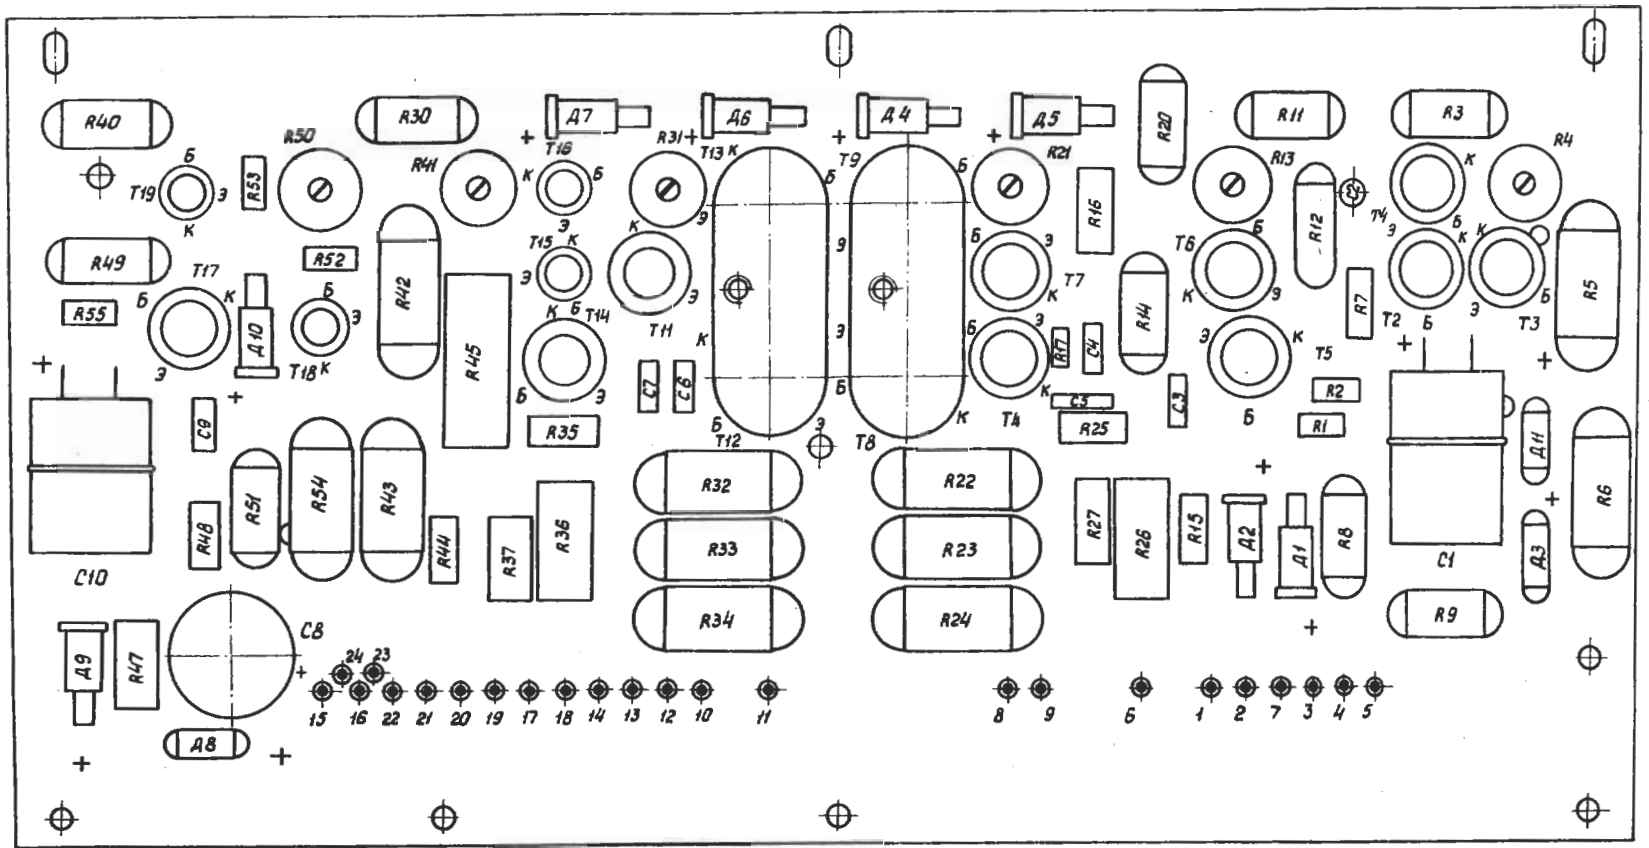 R40
R30
Д7
Д6
Д4
Д5
R20
R11
R3
+
R50
R41
T16
R31
+
T13
К
+
T9
Б
+
R21
R13
R4
Б
T19
Э
К
R53
К
Б
Э
Б
Э
R16
R12
T4
К
Б
R49
T17
R52
T15
К
Э
Б
К
Э
T11
Э
Б
Э
К
T7
T6
Б
К
Э
Э
К
T2
Б
К
Э
Б
T3
R5
R55
Б
К
Э
Д10
+
Б
Э
T18
К
R42
R45
К
Б
T14
Б
Э
К
Э
Б
Э
К
T4
R17
C4
R14
R7
Э
К
T5
Б
+
+
+
C9
R35
C7
C6
Б
T12
Э
Б
T8
К
C5
R25
C3
R2
R1
Д11
+
R6
C10
R48
R51
R54
R43
R44
R37
R36
R32
R33
R34
R22
R23
R24
R27
R26
R15
+
Д2
Д1
+
R8
C1
Д3
R9
Д9
+
R47
C8
+
Д8
+
24
23
15
16
22
21
20
19
17
18
14
13
12
10
11
8
9
6
1
2
7
3
4
5